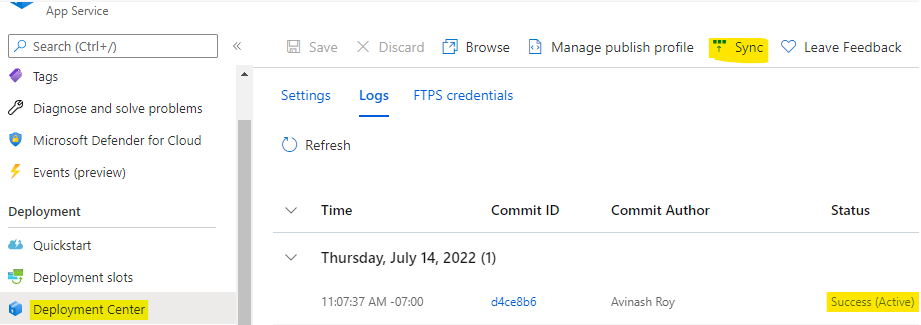 App Service
Search (Ctrl+/)
«
Save
Discard
Browse
Manage publish profile
Sync
Leave Feedback
Tags
Diagnose and solve problems
Microsoft Defender for Cloud
Events (preview)
Deployment
Quickstart
Deployment slots
Deployment Center
Settings
Logs
FTPS credentials
Refresh
Time
Commit ID
Commit Author
Status
Thursday, July 14, 2022 (1)
11:07:37 AM -07:00
d4ce8b6
Avinash Roy
Success (Active)